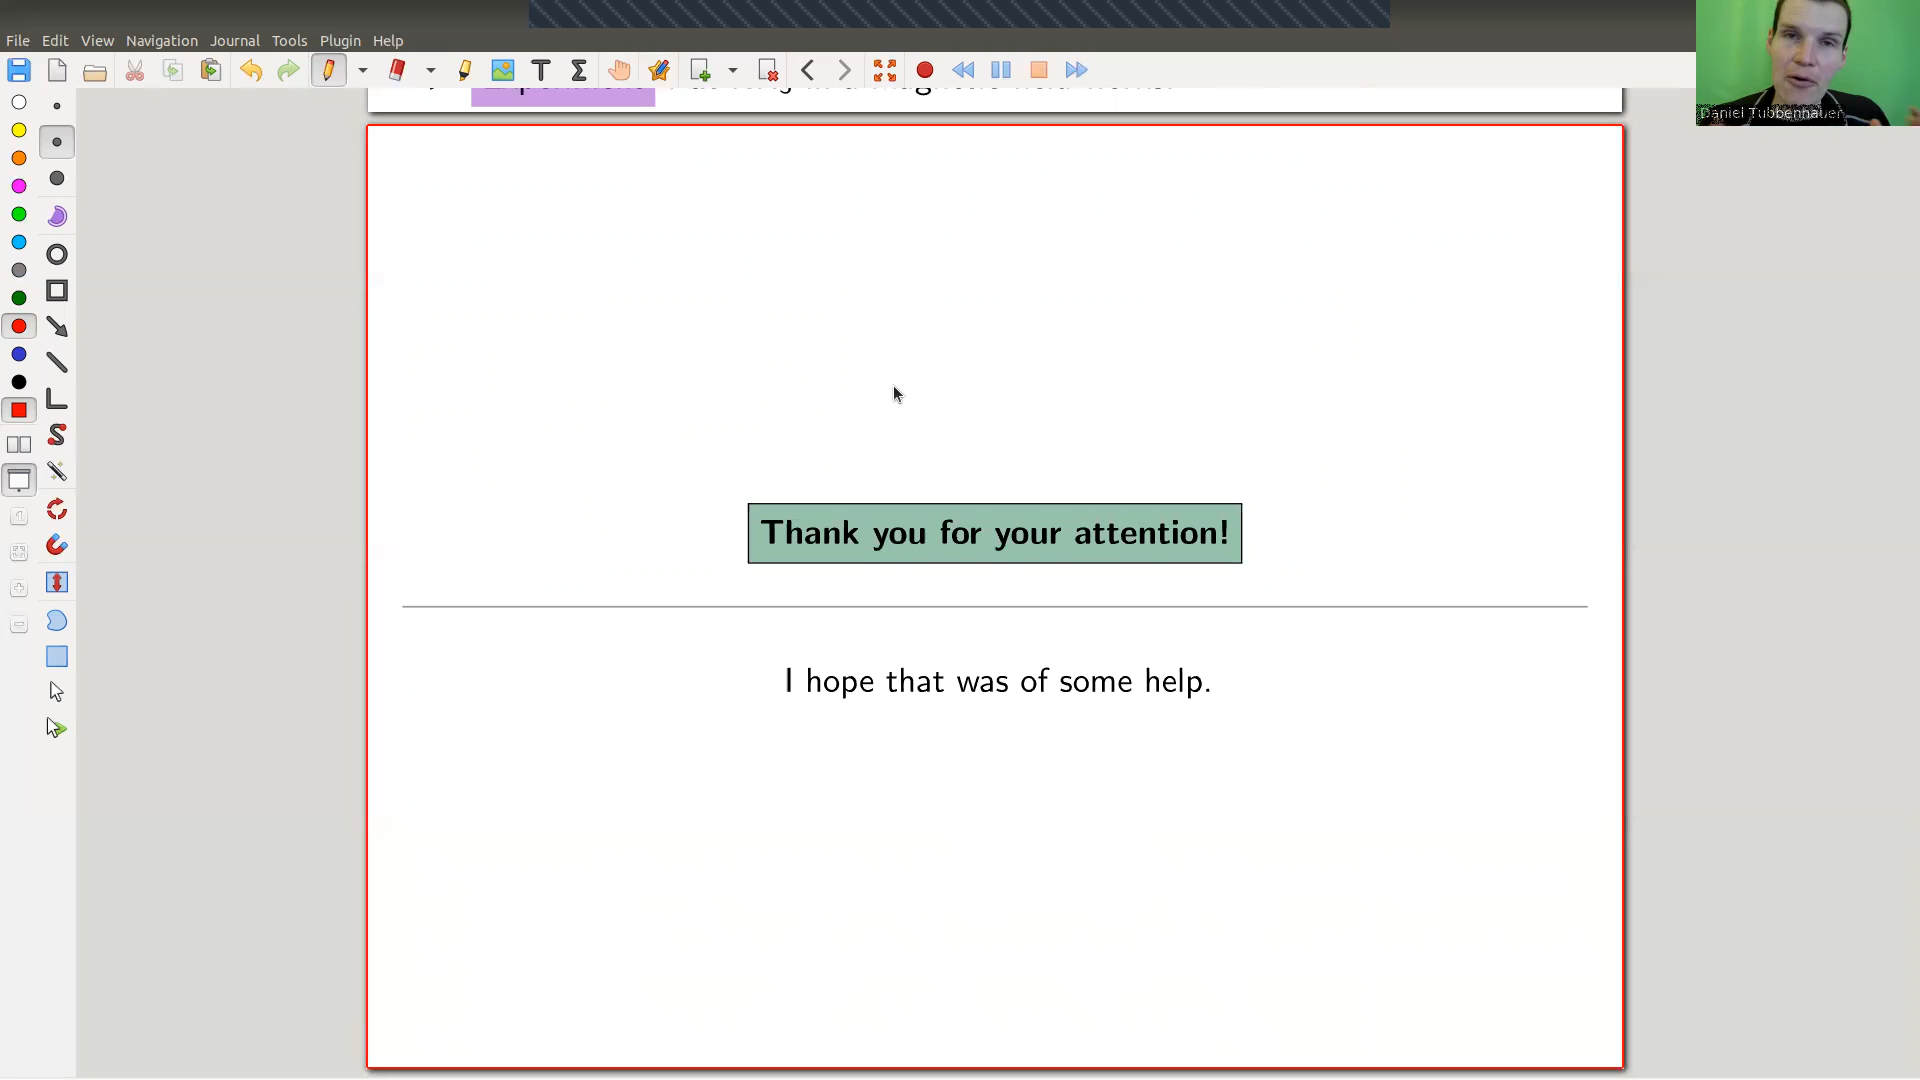 File Edit View Navigation Journal Tools Plugin Help
Daniel Tubbenhauer
Thank you for your attention!
I hope that was of some help.